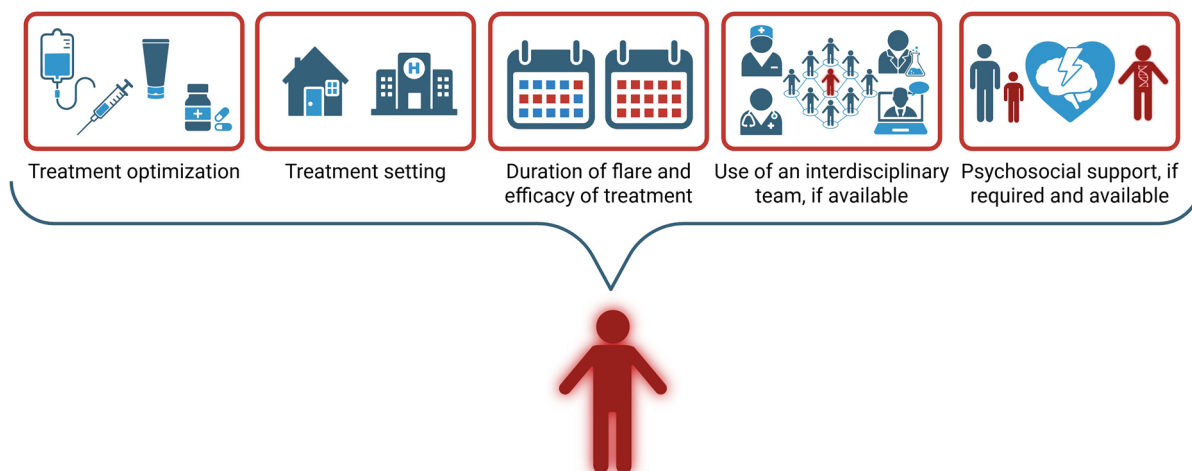 H
Treatment optimization
Treatment setting
Duration of flare and
efficacy of treatment
Use of an interdisciplinary
team, if available
Psychosocial support, if
required and available